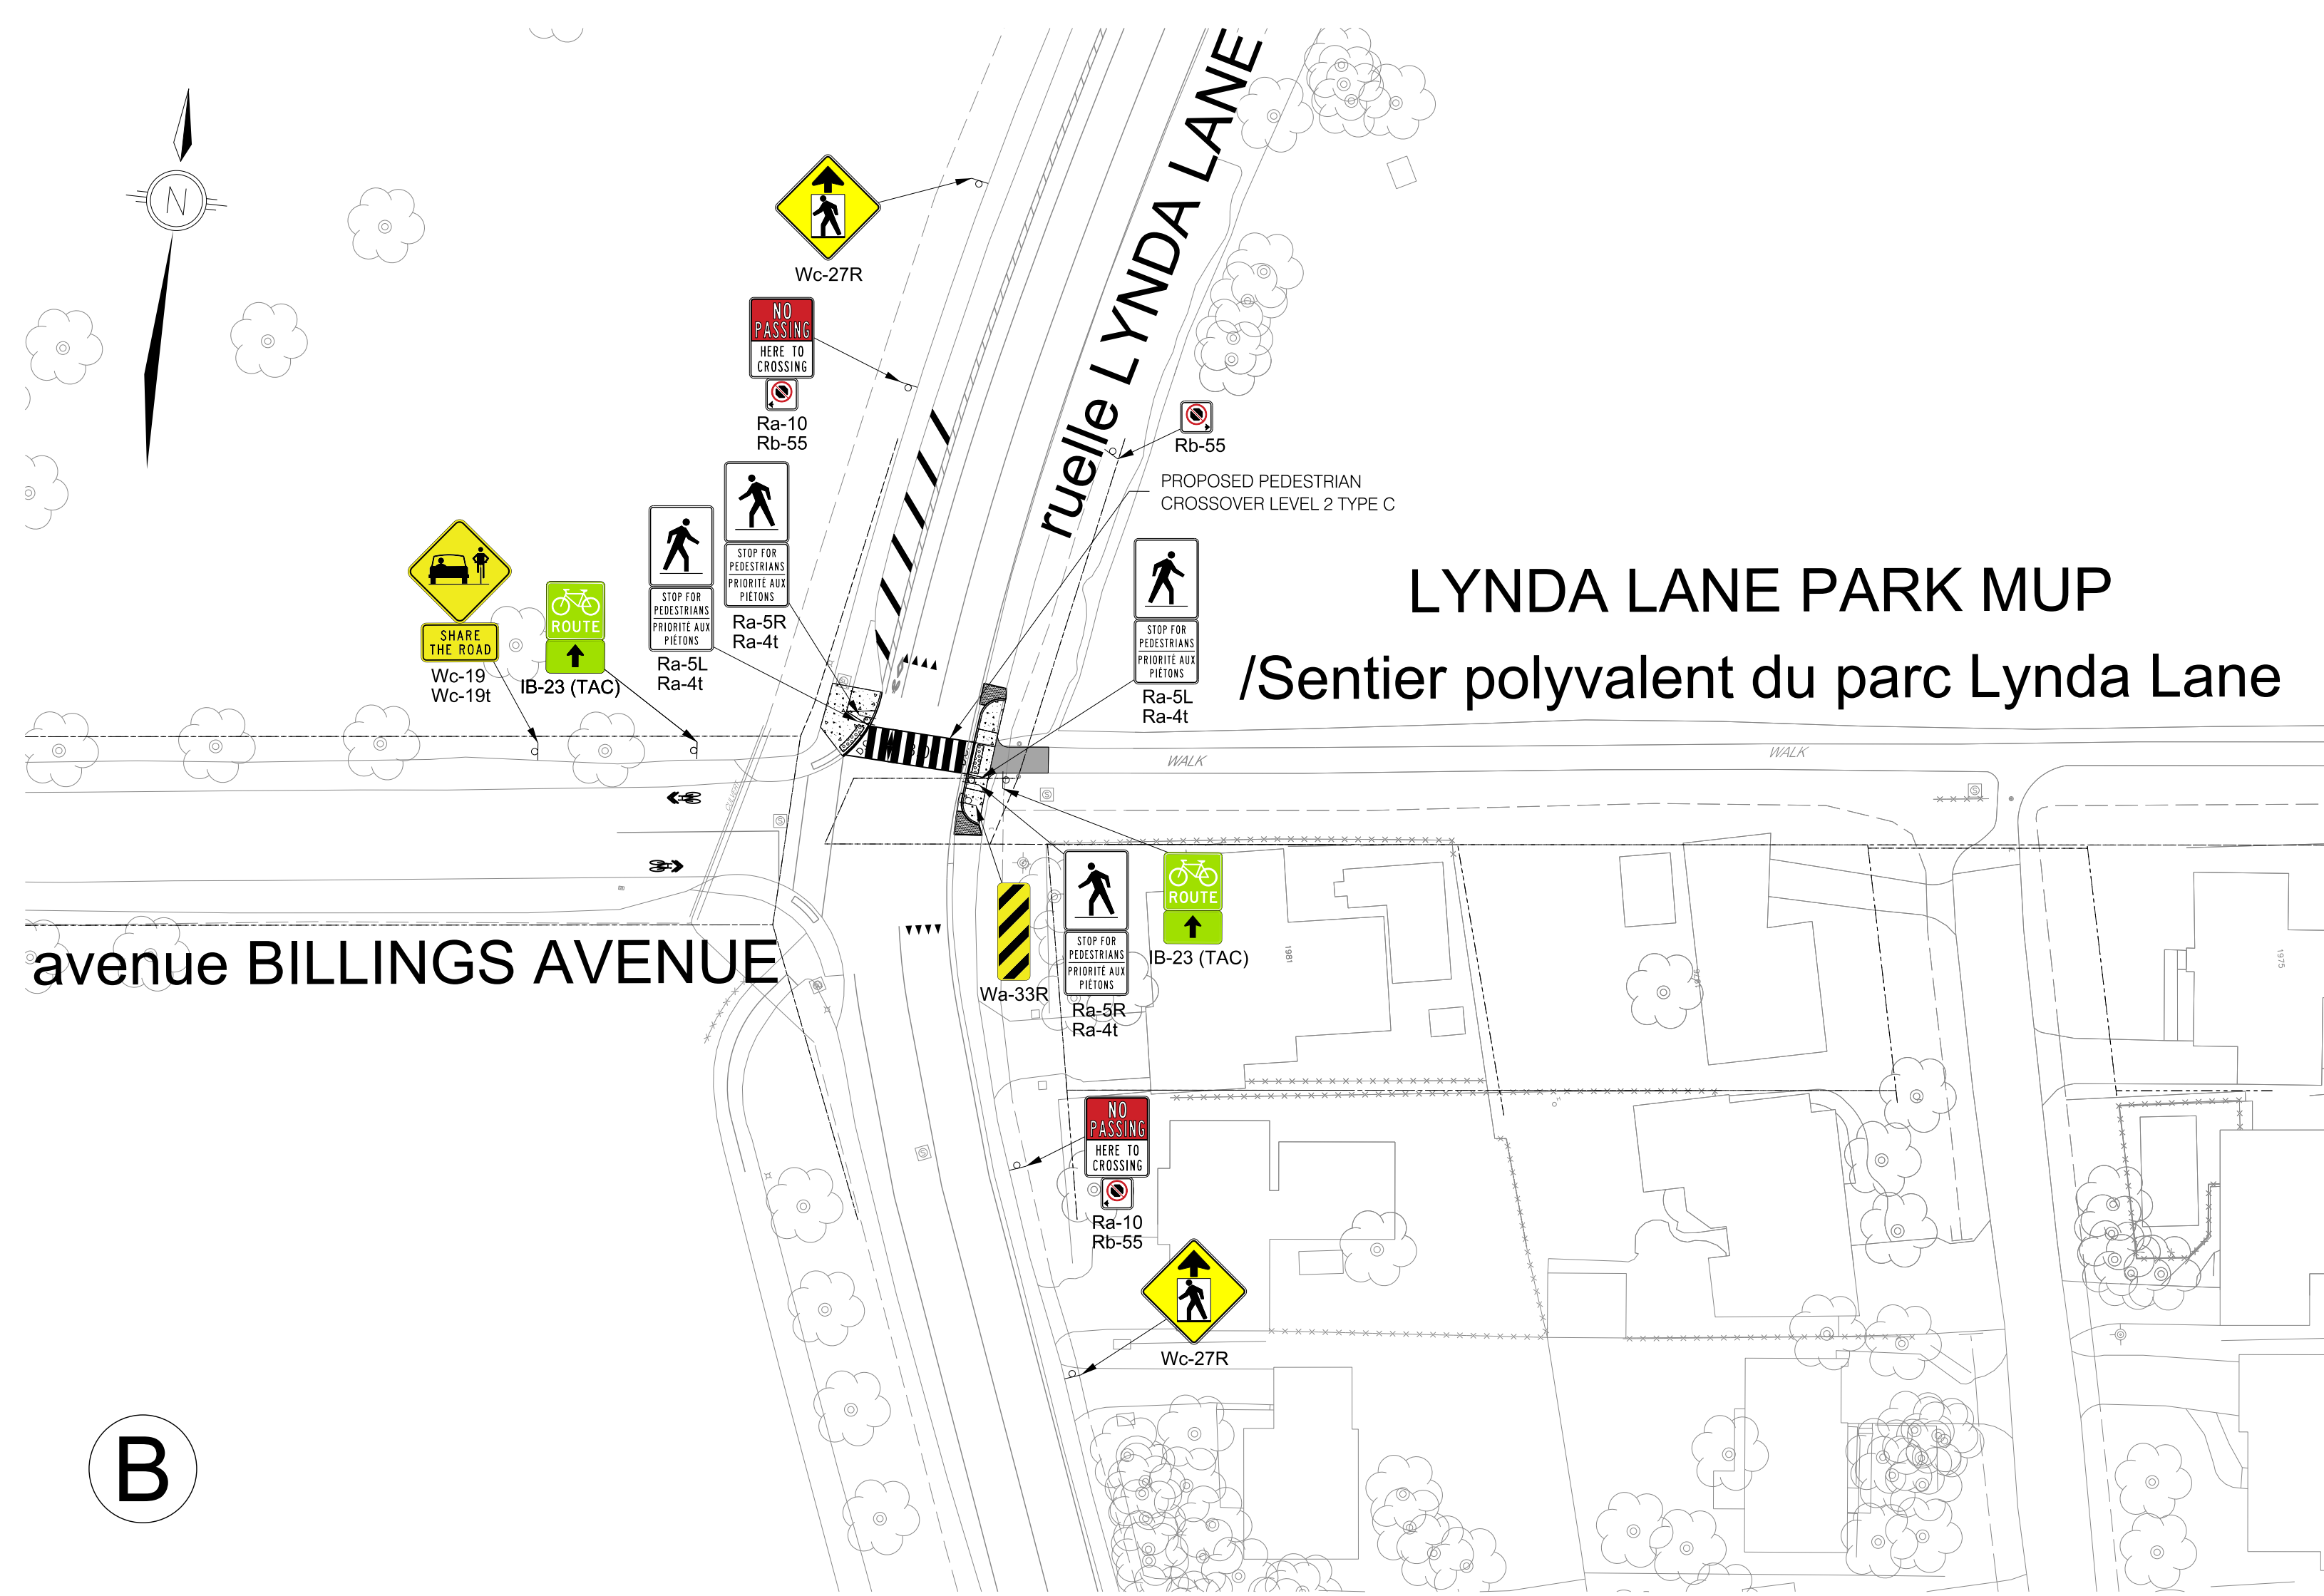 N
ruelle LYNDA LANE
Wc-27R
NO
PASSING
HERE TO
CROSSING
Ra-10
Rb-55
Rb-55
PROPOSED PEDESTRIAN
CROSSOVER LEVEL 2 TYPE C
STOP FOR
PEDESTRIANS
PRIORITÉ AUX
PIÉTONS
Ra-5R
Ra-4t
STOP FOR
PEDESTRIANS
PRIORITÉ AUX
PIÉTONS
Ra-5L
Ra-4t
SHARE
THE ROAD
Wc-19
Wc-19t
ROUTE
IB-23 (TAC)
STOP FOR
PEDESTRIANS
PRIORITÉ AUX
PIÉTONS
Ra-5L
Ra-4t
LYNDA LANE PARK MUP
/Sentier polyvalent du parc Lynda Lane
WALK
WALK
CULVERT
avenue BILLINGS AVENUE
Wa-33R
STOP FOR
PEDESTRIANS
PRIORITÉ AUX
PIÉTONS
Ra-5R
Ra-4t
ROUTE
IB-23 (TAC)
1981
1975
NO
PASSING
HERE TO
CROSSING
Ra-10
Rb-55
Wc-27R
B